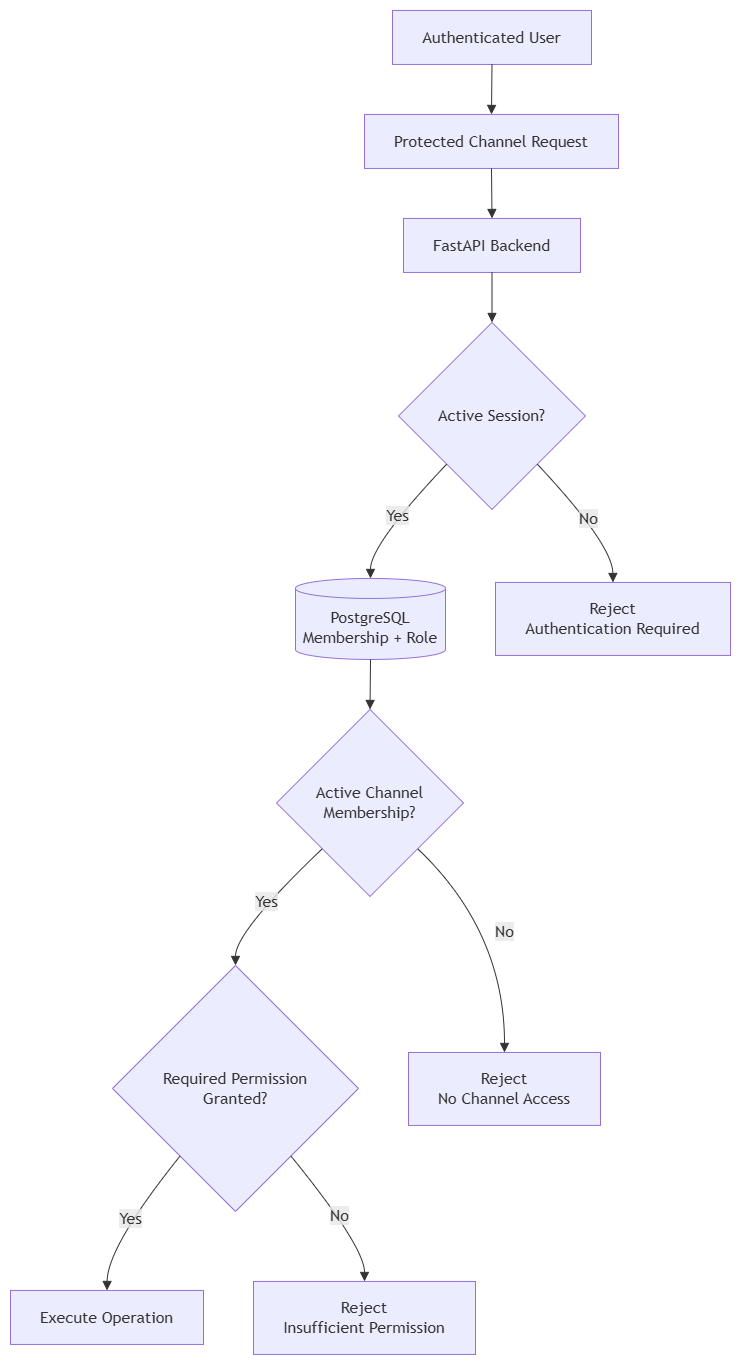 Authenticated User
Protected Channel Request
FastAPI Backend
Active Session?
Yes
No
PostgreSQL
Membership + Role
Reject
Authentication Required
Active Channel
Membership?
Yes
No
Required Permission
Granted?
Reject
No Channel Access
Yes
No
Execute Operation
Reject
Insufficient Permission